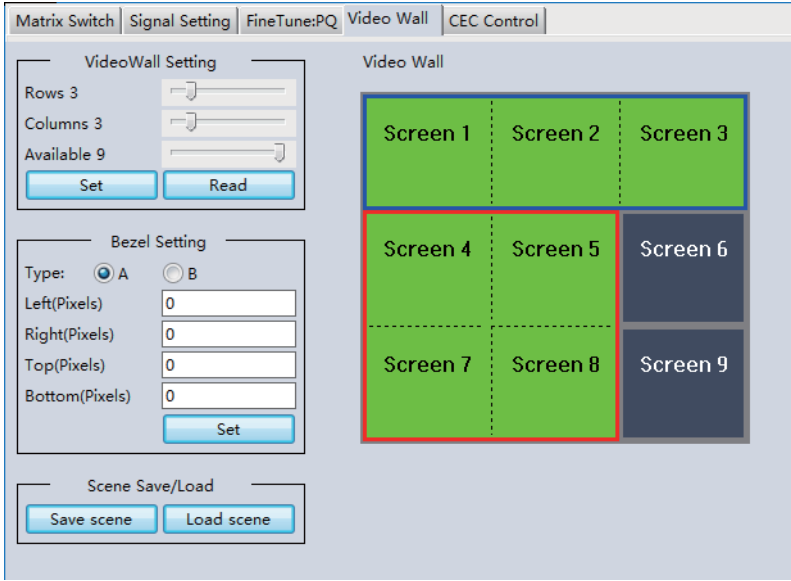 Matrix Switch Signal Setting FineTune:PQ Video Wall CEC Control
VideoWall Setting
Rows 3
Columns 3
Available 9
Set Read
Bezel Setting
Type: A B
Left(Pixels) 0
Right(Pixels) 0
Top(Pixels) 0
Bottom(Pixels) 0
Set
Scene Save/Load
Save scene Load scene
Video Wall
Screen 1 Screen 2 Screen 3
Screen 4 Screen 5 Screen 6
Screen 7 Screen 8 Screen 9